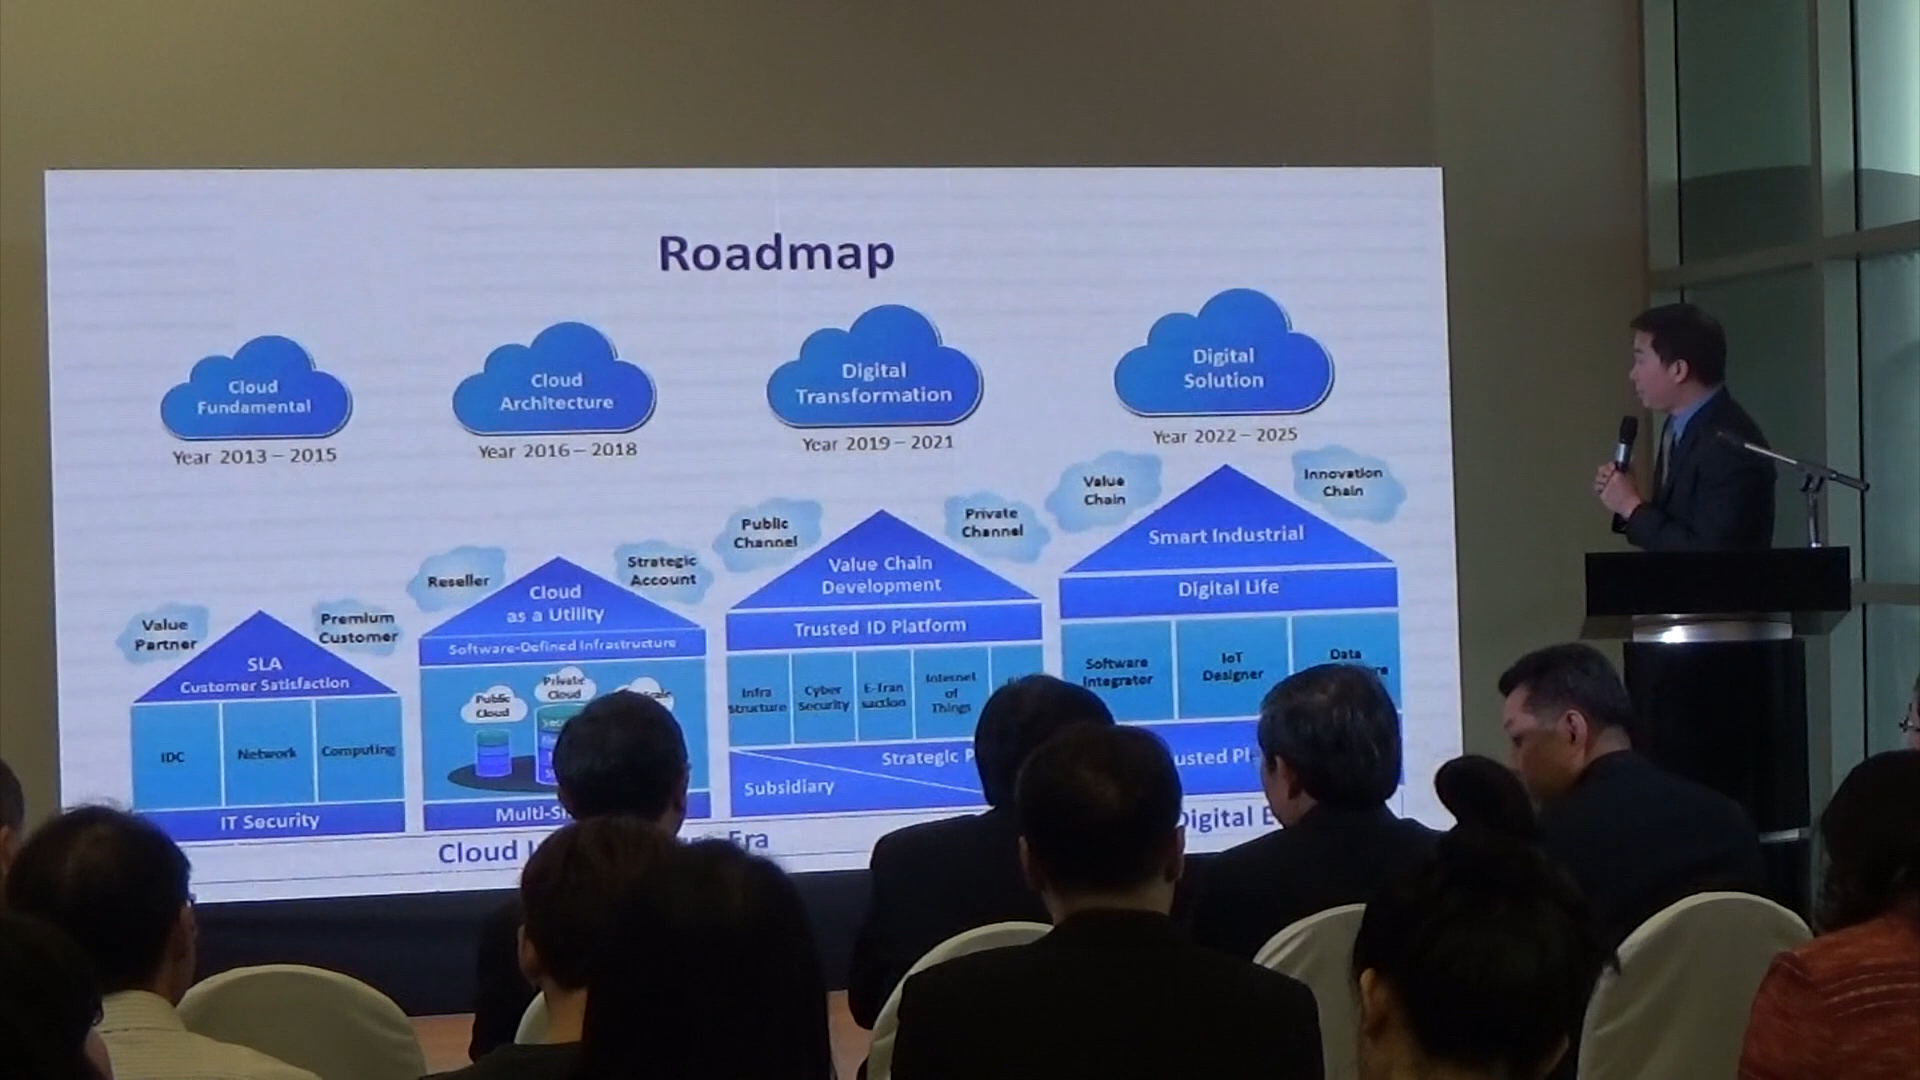 Roadmap
Cloud
Fundamental
Year 2013 – 2015
Value
Partner
Premium
Customer
SLA
Customer Satisfaction
IDC
Network
Computing
IT Security
Cloud
Architecture
Year 2016 – 2018
Reseller
Strategic
Account
Cloud
as a Utility
Software-Defined Infrastructure
Public
Cloud
Private
Cloud
Digital
Transformation
Year 2019 – 2021
Public
Channel
Private
Channel
Value Chain
Development
Trusted ID Platform
Infra
Structure
Cyber
Security
E-Tran
saction
Internet
of
Things
Strategic
Subsidiary
Cloud
Era
Digital
Solution
Year 2022 – 2025
Value
Chain
Innovation
Chain
Smart Industrial
Digital Life
Software
Integrator
IoT
Designer
Data
Digital